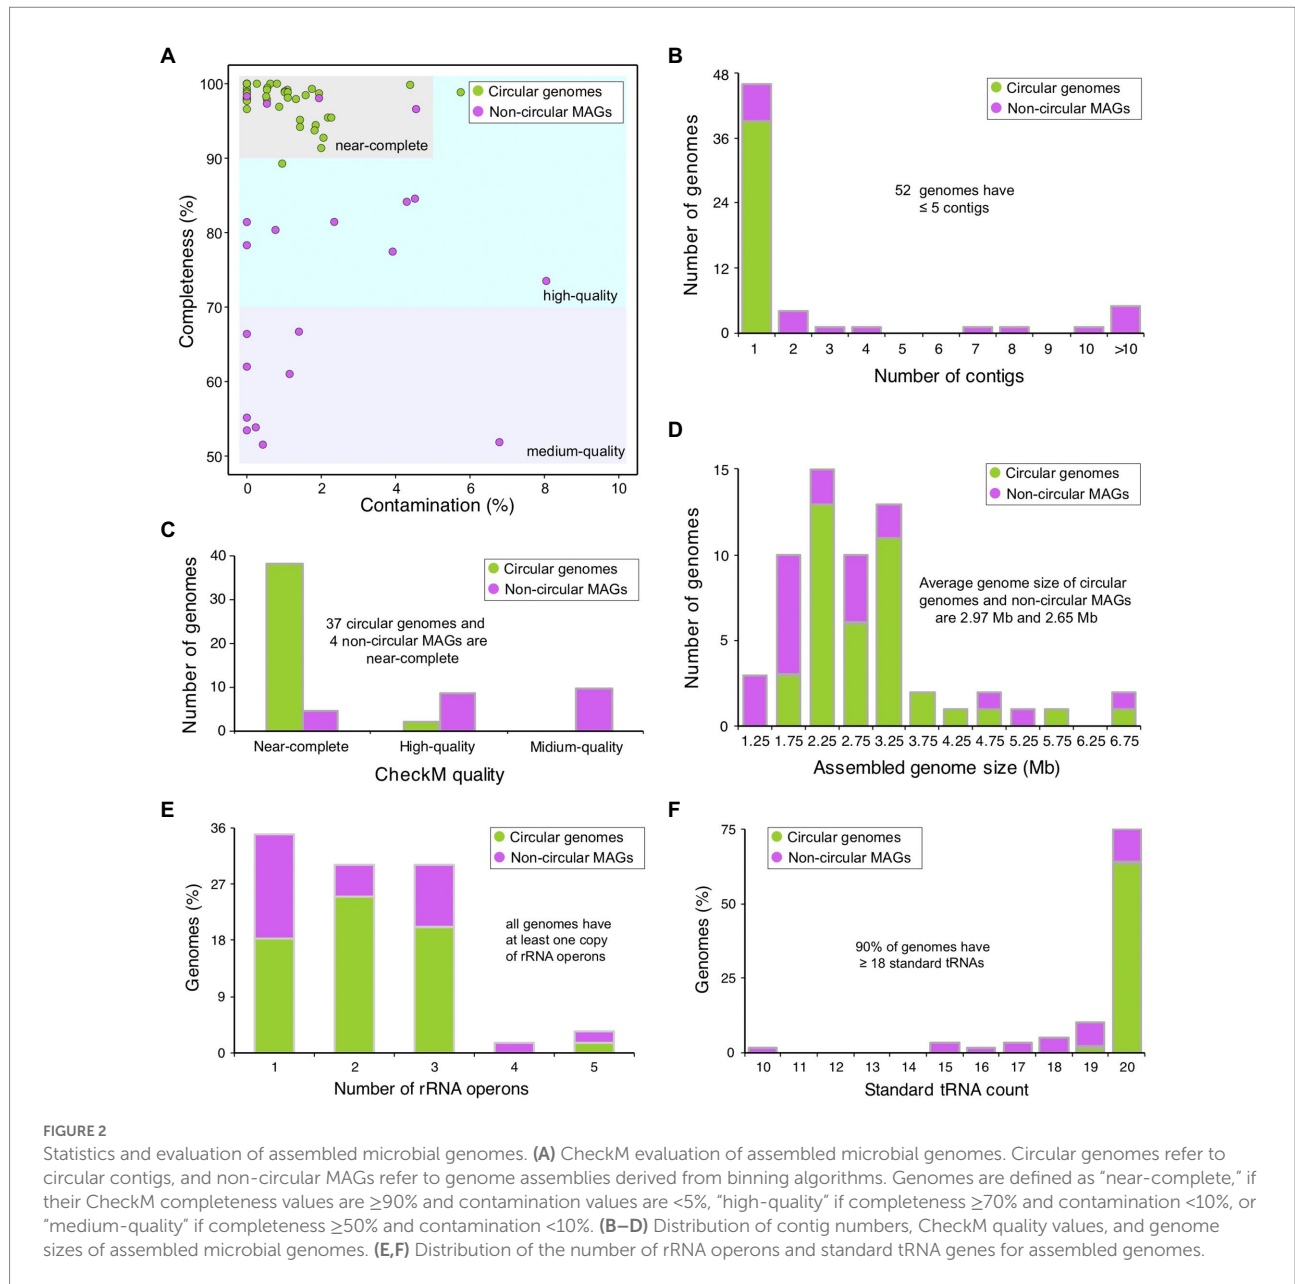 A
100
90
80
70
60
50
Completeness (%)
Circular genomes
Non-circular MAGs
near-complete
high-quality
medium-quality
0 2 4 6 8 10
Contamination (%)
B
48
36
24
12
0
Number of genomes
Circular genomes
Non-circular MAGs
52 genomes have
≤ 5 contigs
1 2 3 4 5 6 7 8 9 10 >10
Number of contigs
C
40
30
20
10
0
Number of genomes
Circular genomes
Non-circular MAGs
37 circular genomes and
4 non-circular MAGs are
near-complete
Near-complete High-quality Midium-quality
CheckM quality
D
15
10
5
0
Number of genomes
Circular genomes
Non-circular MAGs
Average genome size of circular
genomes and non-circular MAGs
are 2.97 Mb and 2.65 Mb
1.25 1.75 2.25 2.75 3.25 3.75 4.25 4.75 5.25 5.75 6.25 6.75
Assembled genome size (Mb)
E
36
27
18
9
0
Genomes (%)
Circular genomes
Non-circular MAGs
all genomes have
at least one copy
of rRNA operons
1 2 3 4 5
Number of rRNA operons
F
75
50
25
0
Genomes (%)
Circular genomes
Non-circular MAGs
90% of genomes have
≥ 18 standard tRNAs
10 11 12 13 14 15 16 17 18 19 20
Standard tRNA count
FIGURE 2
Statistics and evaluation of assembled microbial genomes. (A) CheckM evaluation of assembled microbial genomes. Circular genomes refer to
circular contigs, and non-circular MAGs refer to genome assemblies derived from binning algorithms. Genomes are defined as “near-complete,” if
their CheckM completeness values are ≥90% and contamination values are <5%, “high-quality” if completeness ≥70% and contamination <10%, or
“medium-quality” if completeness ≥50% and contamination <10%. (B–D) Distribution of contig numbers, CheckM quality values, and genome
sizes of assembled microbial genomes. (E,F) Distribution of the number of rRNA operons and standard tRNA genes for assembled genomes.